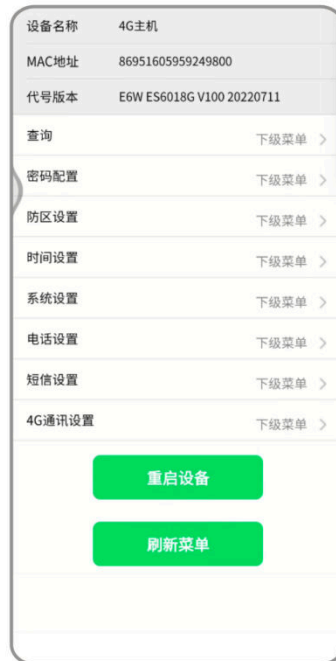 设备名称 4G主机
MAC地址 86951605959249800
代号版本 E6W ES6018G V100 20220711
查询 下级菜单
密码配置 下级菜单
防区设置 下级菜单
时间设置 下级菜单
系统设置 下级菜单
电话设置 下级菜单
短信设置 下级菜单
4G通讯设置 下级菜单
重启设备
刷新菜单